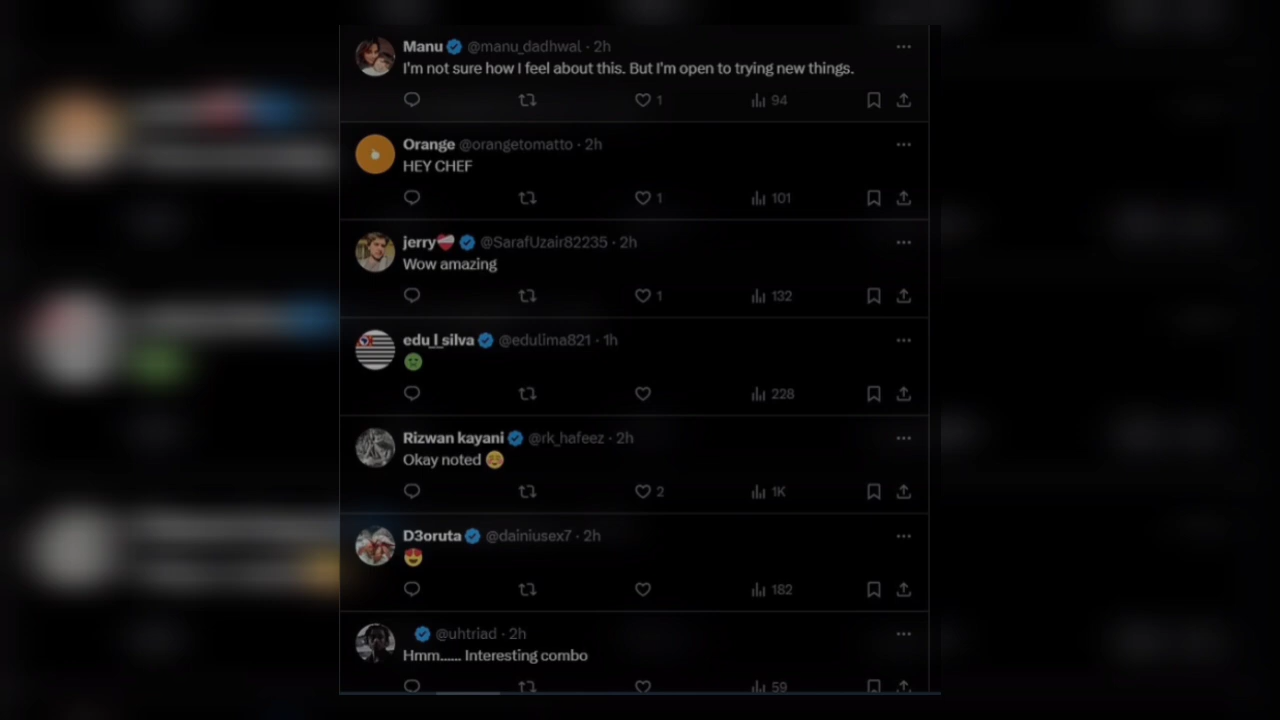 Manu @manu_dadhwal · 2h
I'm not sure how I feel about this. But I'm open to trying new things.
1 94
Orange @orangetomatto · 2h
HEY CHEF
1 101
jerry @SarafUzair82235 · 2h
Wow amazing
1 132
edu_l_silva @edulima821 · 1h
228
Rizwan kayani @rk_hafeez · 2h
Okay noted
2 1K
D3oruta @dainiusex7 · 2h
182
@uhtriad · 2h
Hmm...... Interesting combo
59